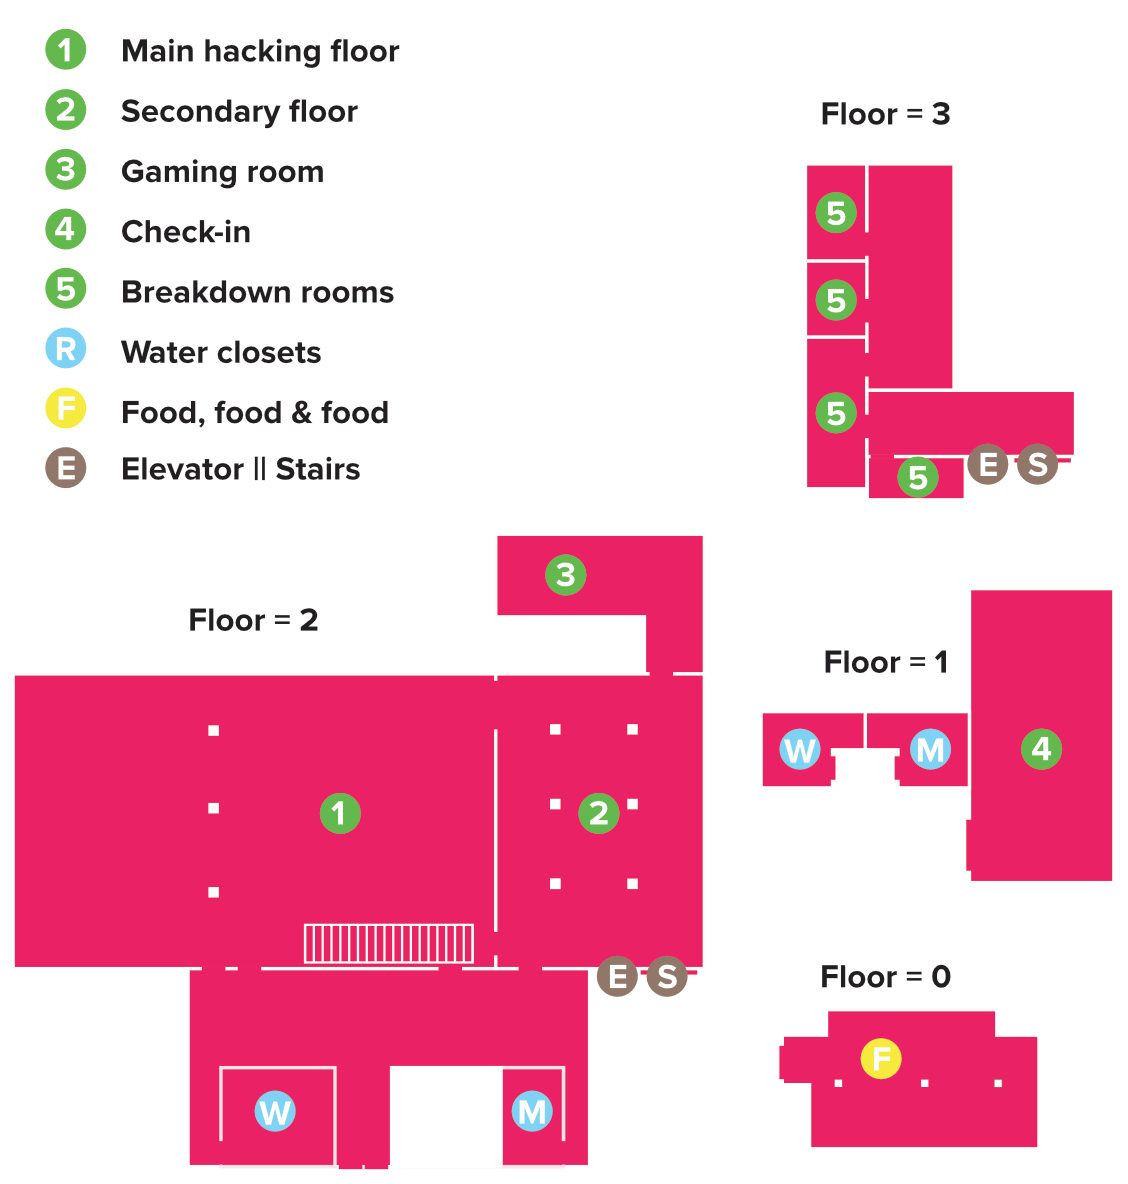 1 Main hacking floor
2 Secondary floor
3 Gaming room
4 Check-in
5 Breakdown rooms
R Water closets
F Food, food & food
E Elevator || Stairs
Floor = 3
5
5
5
5
E
S
Floor = 2
3
1
2
E
S
W
M
Floor = 1
W
M
4
Floor = 0
F